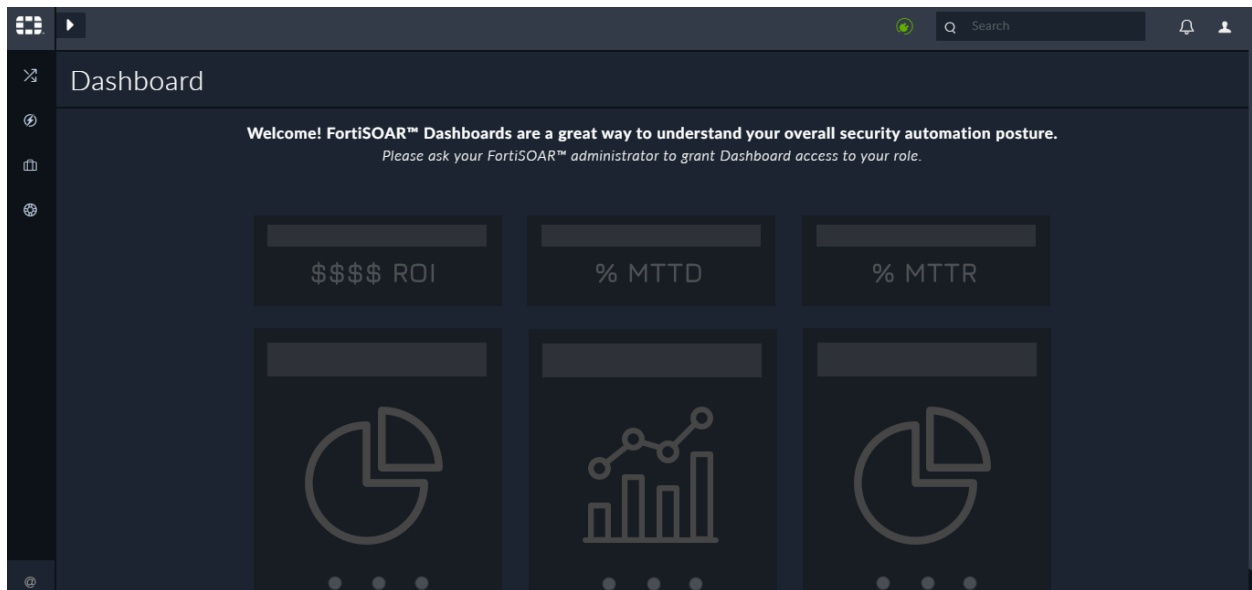 Search
Dashboard
Welcome! FortiSOAR™ Dashboards are a great way to understand your overall security automation posture.
Please ask your FortiSOAR™ administrator to grant Dashboard access to your role.
$$$$ ROI
% MTTD
% MTTR
@